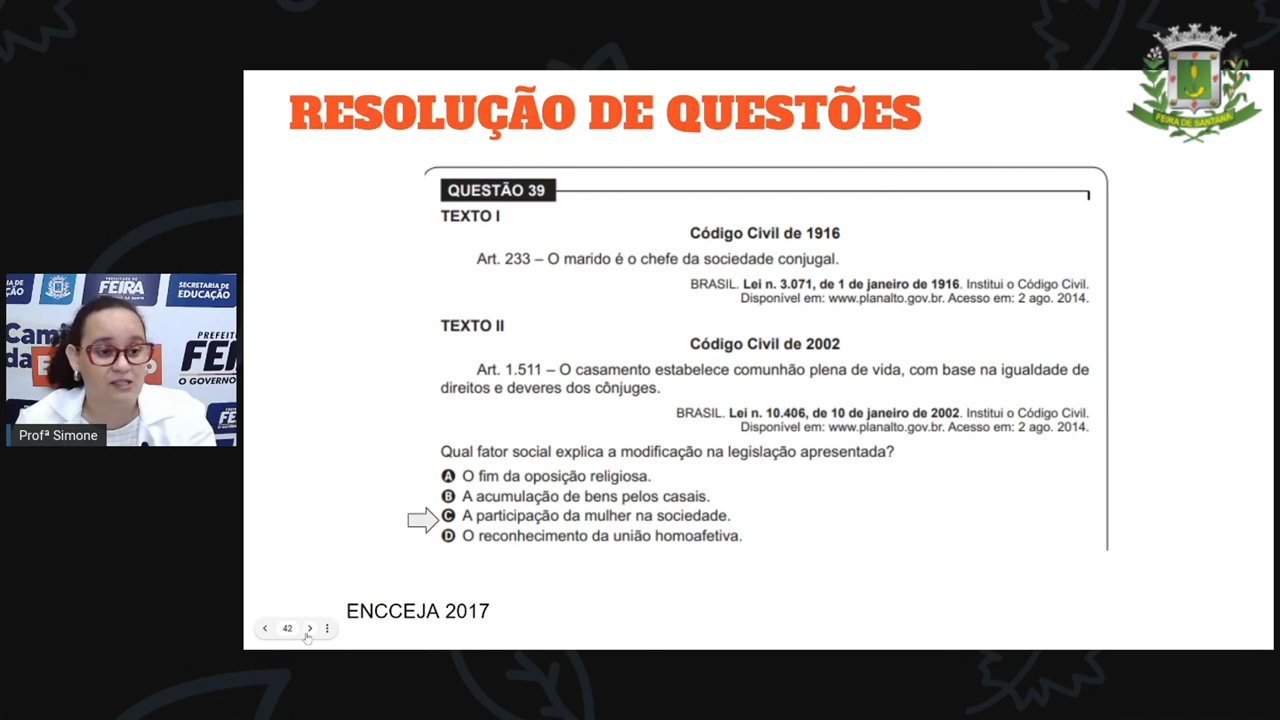 RESOLUÇÃO DE QUESTÕES
FEIRA DE SANTANA
QUESTÃO 39
TEXTO I
Código Civil de 1916
Art. 233 – O marido é o chefe da sociedade conjugal.
BRASIL. Lei n. 3.071, de 1 de janeiro de 1916. Institui o Código Civil.
Disponível em: www.planalto.gov.br. Acesso em: 2 ago. 2014.
TEXTO II
Código Civil de 2002
Art. 1.511 – O casamento estabelece comunhão plena de vida, com base na igualdade de
direitos e deveres dos cônjuges.
BRASIL. Lei n. 10.406, de 10 de janeiro de 2002. Institui o Código Civil.
Disponível em: www.planalto.gov.br. Acesso em: 2 ago. 2014.
Qual fator social explica a modificação na legislação apresentada?
A O fim da oposição religiosa.
B A acumulação de bens pelos casais.
C A participação da mulher na sociedade.
D O reconhecimento da união homoafetiva.
ENCCEJA 2017
42
FEIRA
SECRETARIA DE
EDUCAÇÃO
Cami
da
PREFEIT
FEI
O GOVERNO
Profª Simone